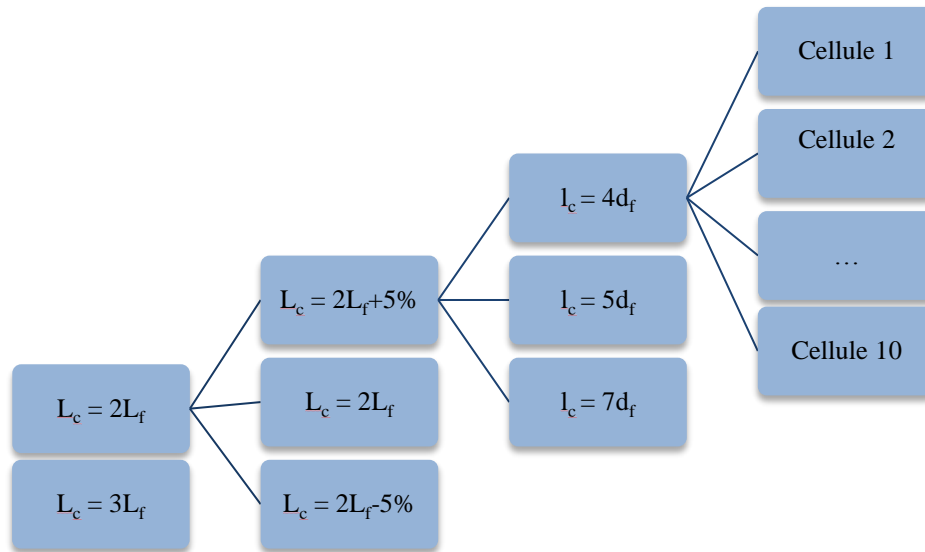 L_c = 2L_f
L_c = 3L_f
L_c = 2L_f+5%
L_c = 2L_f
L_c = 2L_f-5%
l_c = 4d_f
l_c = 5d_f
l_c = 7d_f
Cellule 1
Cellule 2
…
Cellule 10